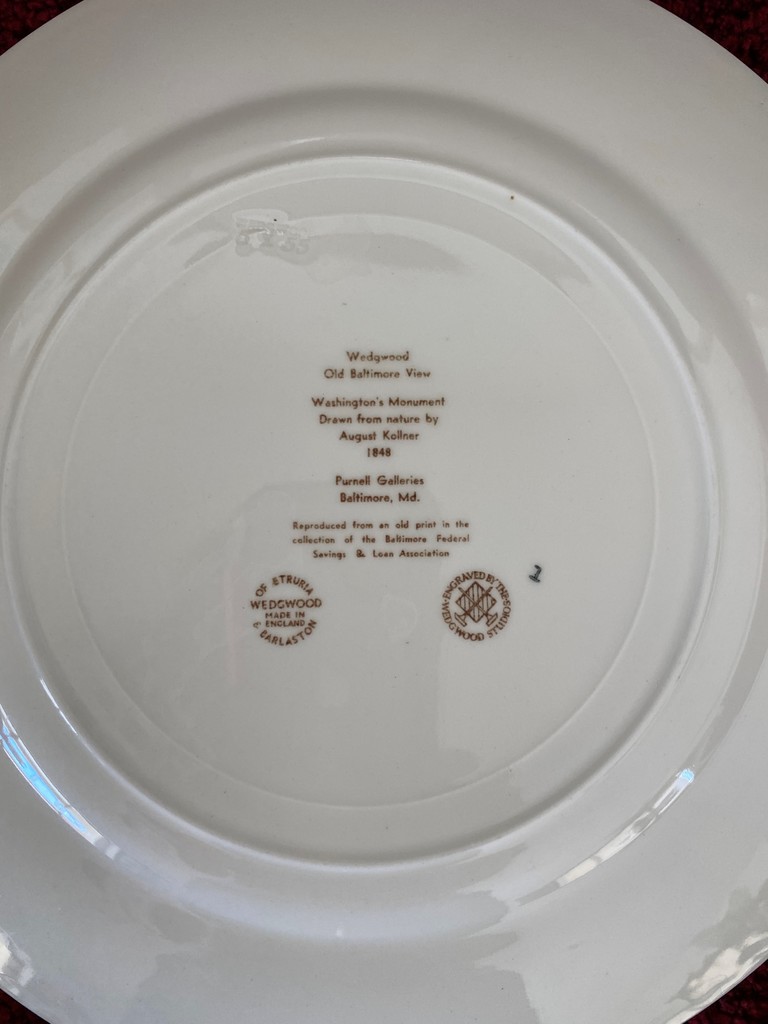 Wedgwood
Old Baltimore View
Washington's Monument
Drawn from nature by
August Kollner
1848
Purnell Galleries
Baltimore, Md.
Reproduced from an old print in the
collection of the Baltimore Federal
Savings & Loan Association
OF ETRURIA
WEDGWOOD
MADE IN
ENGLAND
& BARLASTON
ENGRAVED BY THE
WEDGWOOD STUDIOS